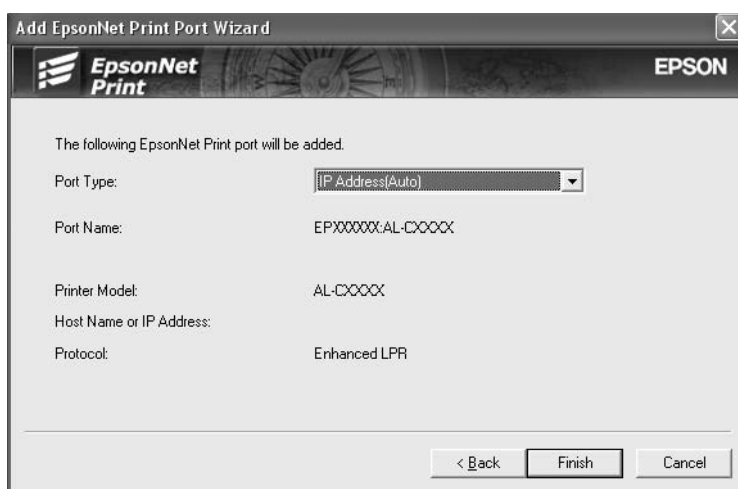 Add EpsonNet Print Port Wizard
EpsonNet
Print
EPSON
The following EpsonNet Print port will be added.
Port Type: IP Address(Auto)
Port Name: EPXXXXXX:AL-CXXXX
Printer Model: AL-CXXXX
Host Name or IP Address:
Protocol: Enhanced LPR
< Back Finish Cancel